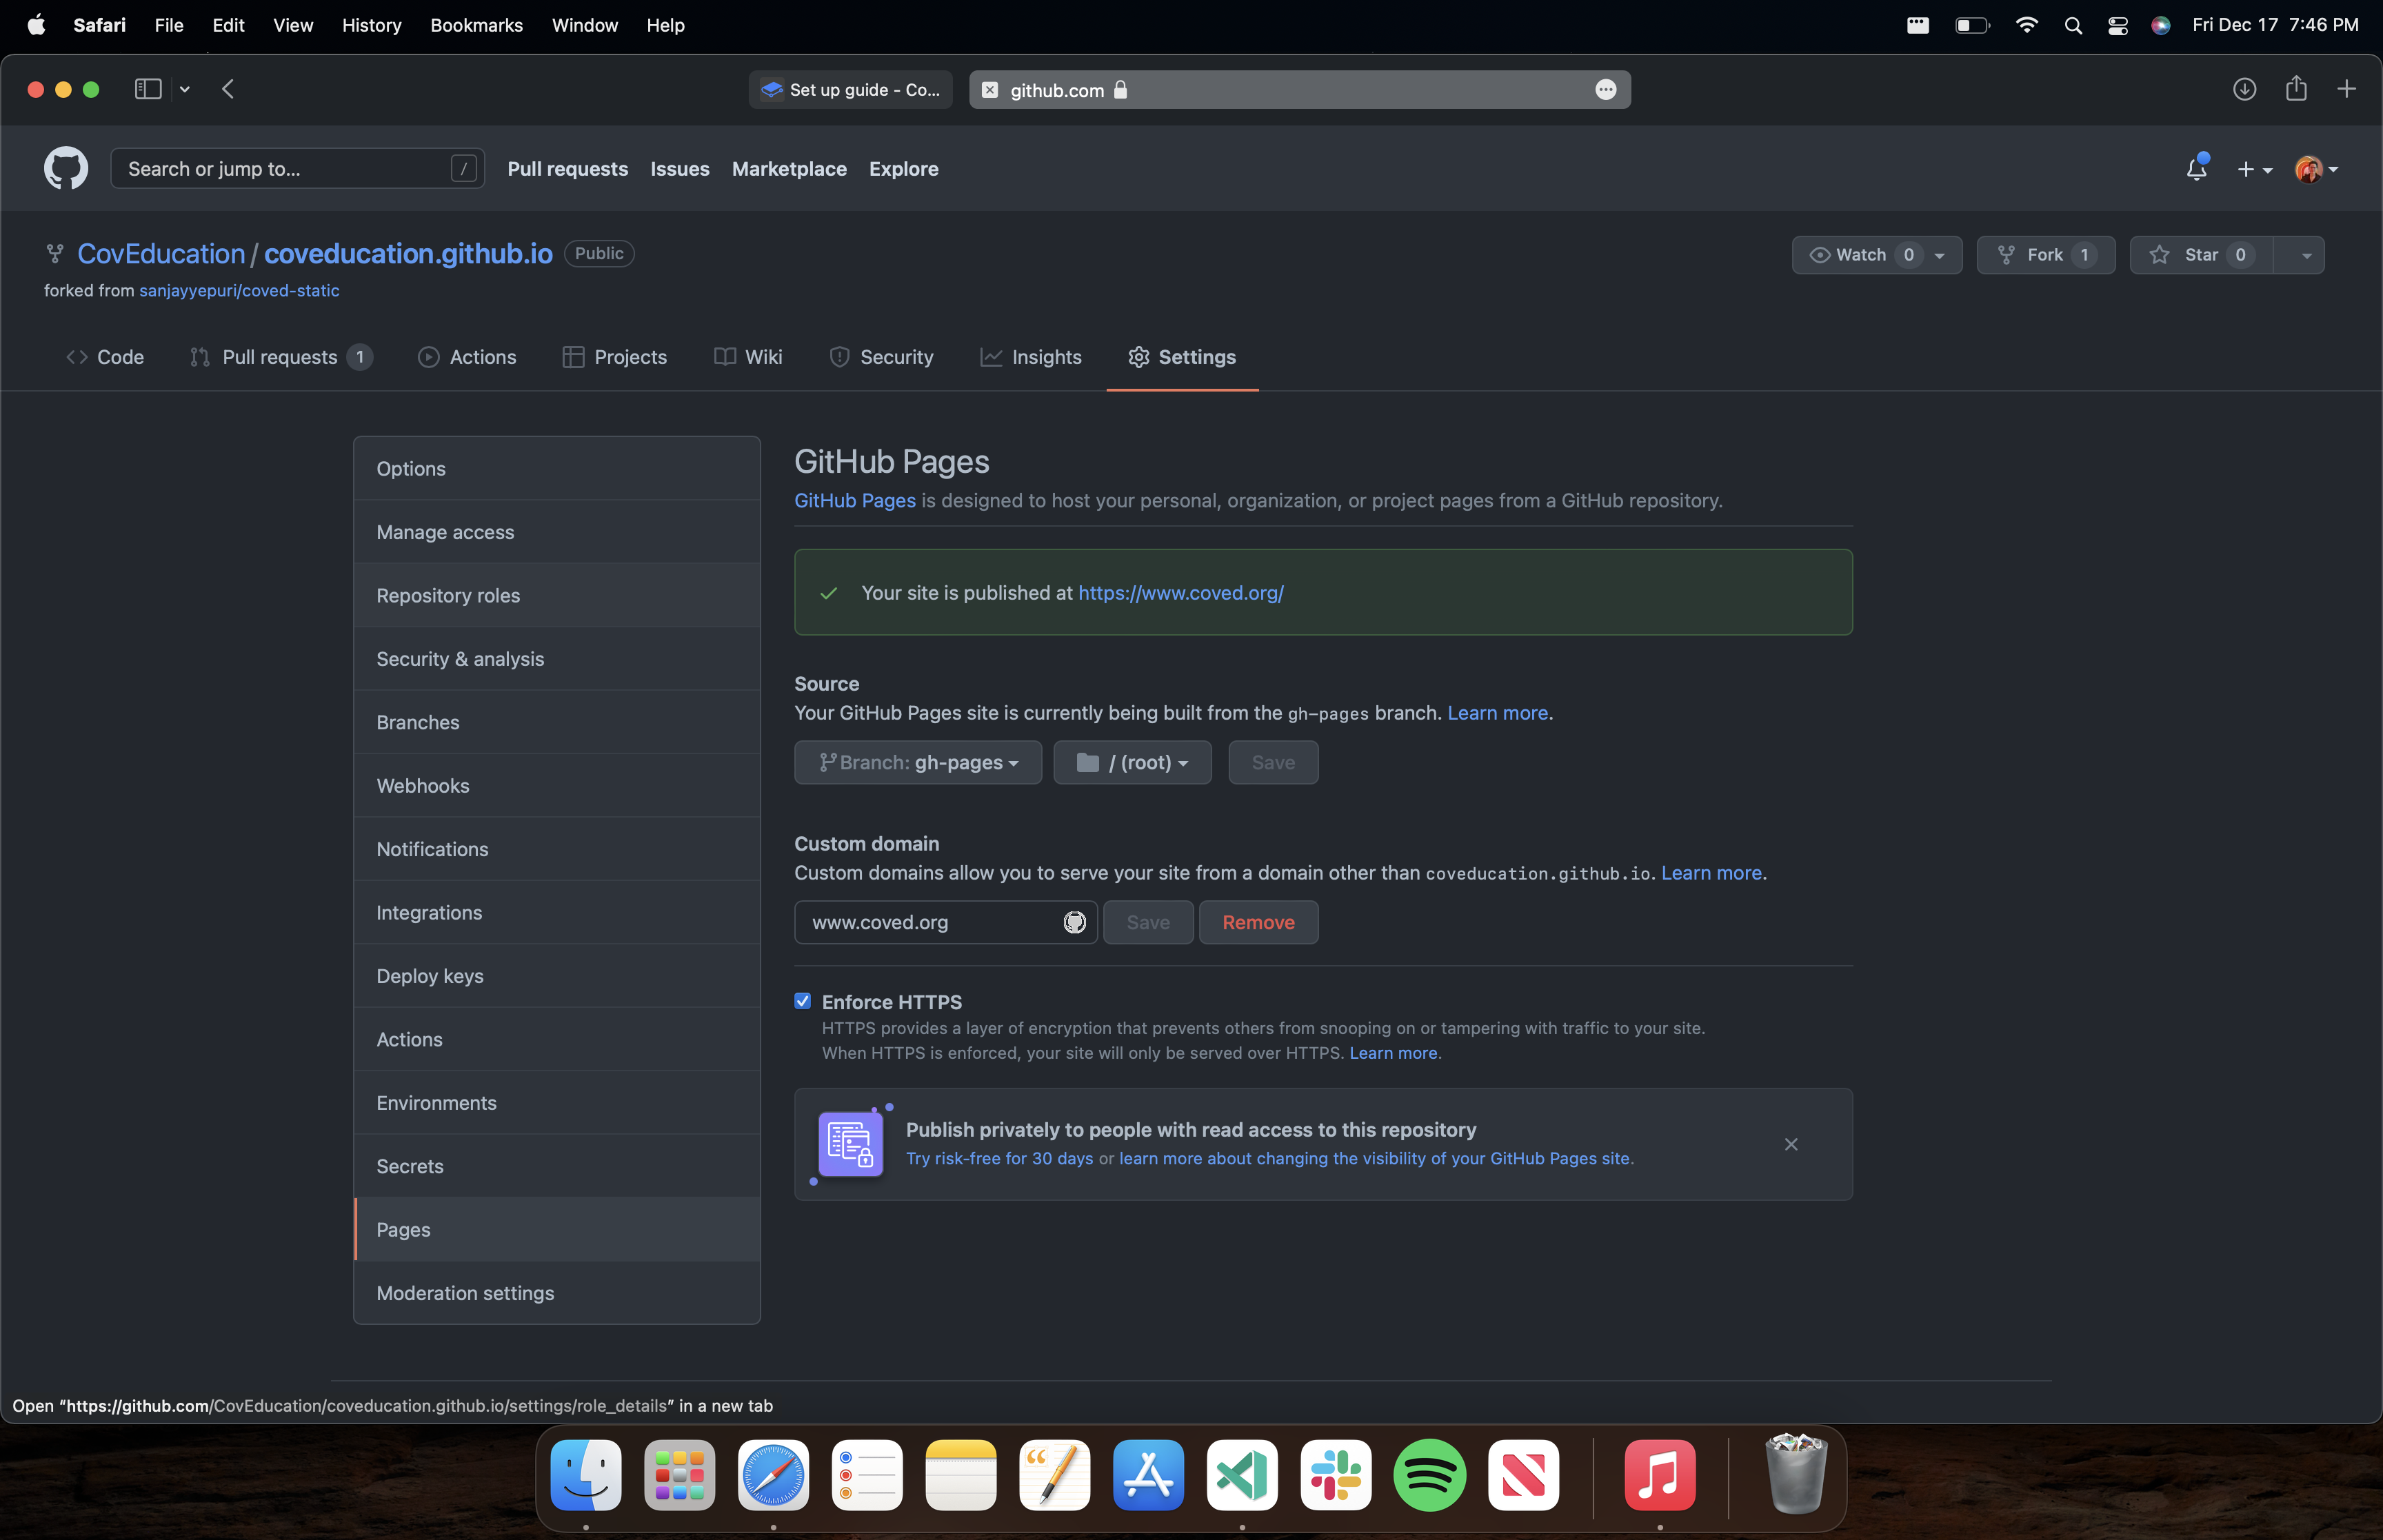 Safari File Edit View History Bookmarks Window Help Fri Dec 17 7:46 PM
Set up guide - Co... github.com
Search or jump to... / Pull requests Issues Marketplace Explore
CovEducation / coveducation.github.io Public Watch 0 Fork 1 Star 0
forked from sanjayyepuri/coved-static
Code Pull requests 1 Actions Projects Wiki Security Insights Settings
Options
Manage access
Repository roles
Security & analysis
Branches
Webhooks
Notifications
Integrations
Deploy keys
Actions
Environments
Secrets
Pages
Moderation settings
GitHub Pages
GitHub Pages is designed to host your personal, organization, or project pages from a GitHub repository.
Your site is published at https://www.coved.org/
Source
Your GitHub Pages site is currently being built from the gh-pages branch. Learn more.
Branch: gh-pages / (root) Save
Custom domain
Custom domains allow you to serve your site from a domain other than coveducation.github.io. Learn more.
www.coved.org Save Remove
Enforce HTTPS
HTTPS provides a layer of encryption that prevents others from snooping on or tampering with traffic to your site.
When HTTPS is enforced, your site will only be served over HTTPS. Learn more.
Publish privately to people with read access to this repository
Try risk-free for 30 days or learn more about changing the visibility of your GitHub Pages site.
Open "https://github.com/CovEducation/coveducation.github.io/settings/role_details" in a new tab